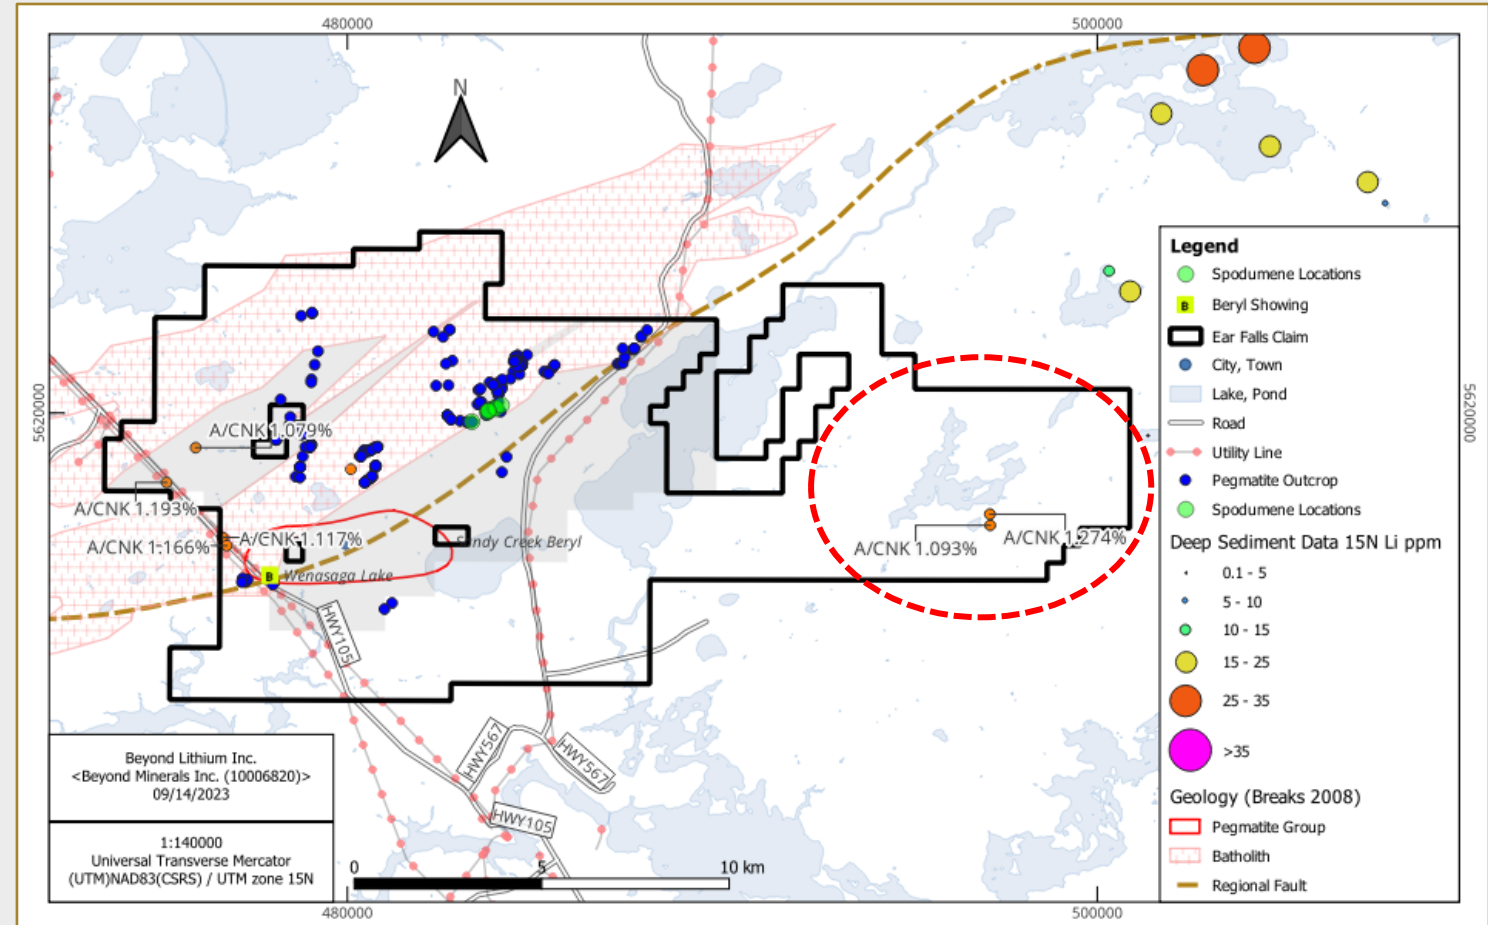 480000
500000
N
5620000
5620000
A/CNK 1.079%
A/CNK 1.193%
A/CNK 1.166%
A/CNK 1.117%
Sandy Creek Beryl
B
Wenasaga Lake
A/CNK 1.093%
A/CNK 1.274%
HWY105
HWY567
HWY567
HWY105
Legend
Spodumene Locations
B
Beryl Showing
Ear Falls Claim
City, Town
Lake, Pond
Road
Utility Line
Pegmatite Outcrop
Spodumene Locations
Deep Sediment Data 15N Li ppm
0.1 - 5
5 - 10
10 - 15
15 - 25
25 - 35
>35
Geology (Breaks 2008)
Pegmatite Group
Batholith
Regional Fault
Beyond Lithium Inc.
<Beyond Minerals Inc. (10006820)>
09/14/2023
1:140000
Universal Transverse Mercator
(UTM)NAD83(CSRS) / UTM zone 15N
0 5 10 km
480000
500000